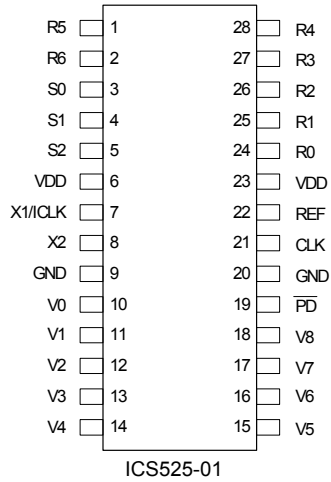 R5 1 28 R4
R6 2 27 R3
S0 3 26 R2
S1 4 25 R1
S2 5 24 R0
VDD 6 23 VDD
X1/ICLK 7 22 REF
X2 8 21 CLK
GND 9 20 GND
V0 10 19 P̅D̅
V1 11 18 V8
V2 12 17 V7
V3 13 16 V6
V4 14 15 V5
ICS525-01